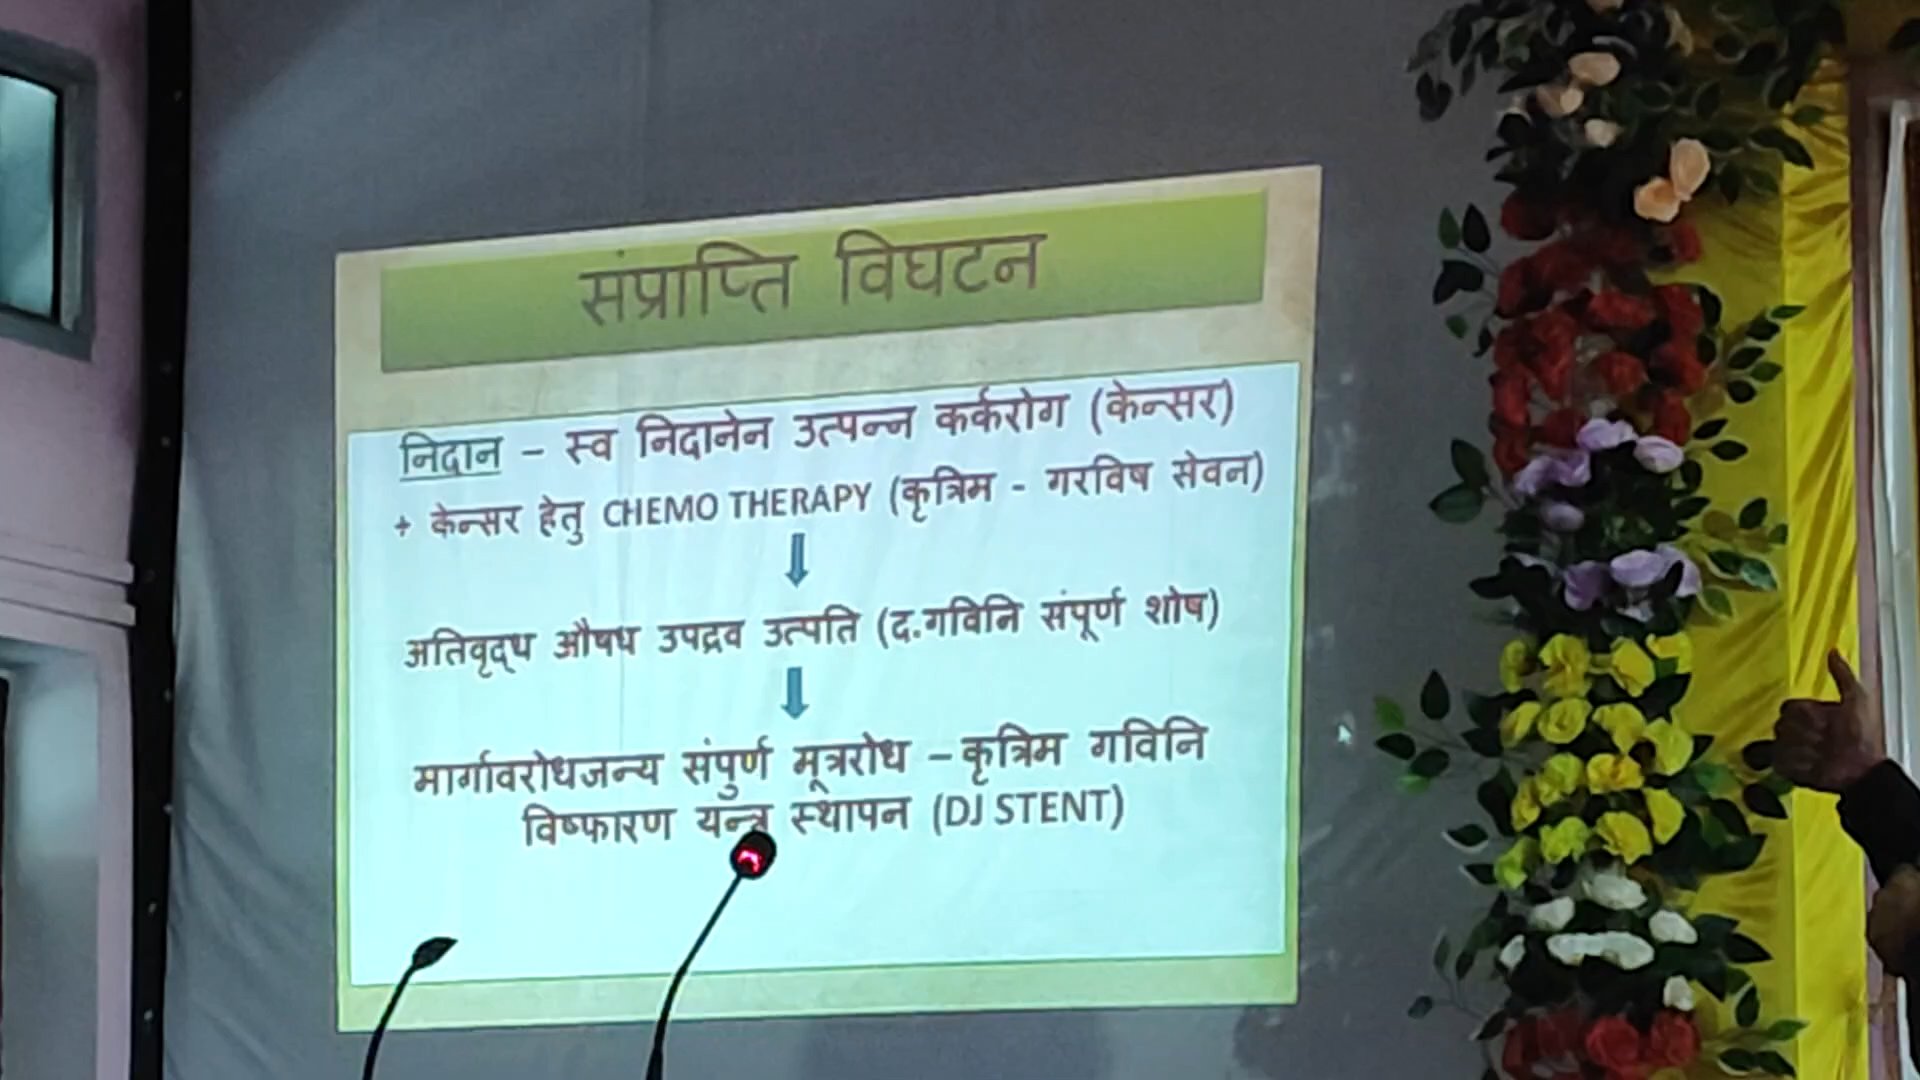 संप्राप्ति विघटन
निदान – स्व निदानेन उत्पन्न कर्करोग (केन्सर)
+ केन्सर हेतु CHEMO THERAPY (कृत्रिम - गरविष सेवन)
अतिवृद्ध औषध उपद्रव उत्पति (द.गविनि संपूर्ण शोष)
मार्गावरोधजन्य संपुर्ण मूत्ररोध – कृत्रिम गविनि
विष्फारण यन्त्र स्थापन (DJ STENT)